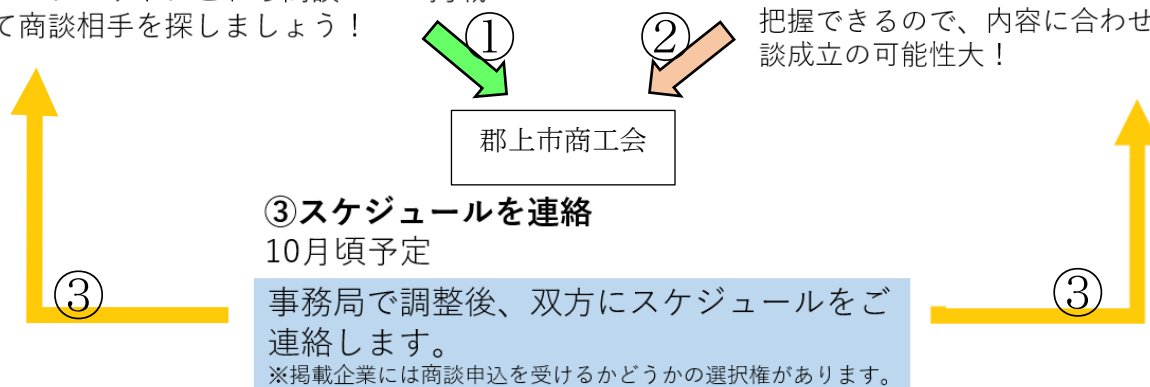 て商談相手を探しましょう！
把握できるので、内容に合わせ
談成立の可能性大！
①
②
郡上市商工会
③スケジュールを連絡
10月頃予定
③
③
事務局で調整後、双方にスケジュールをご
連絡します。
※掲載企業には商談申込を受けるかどうかの選択権があります。